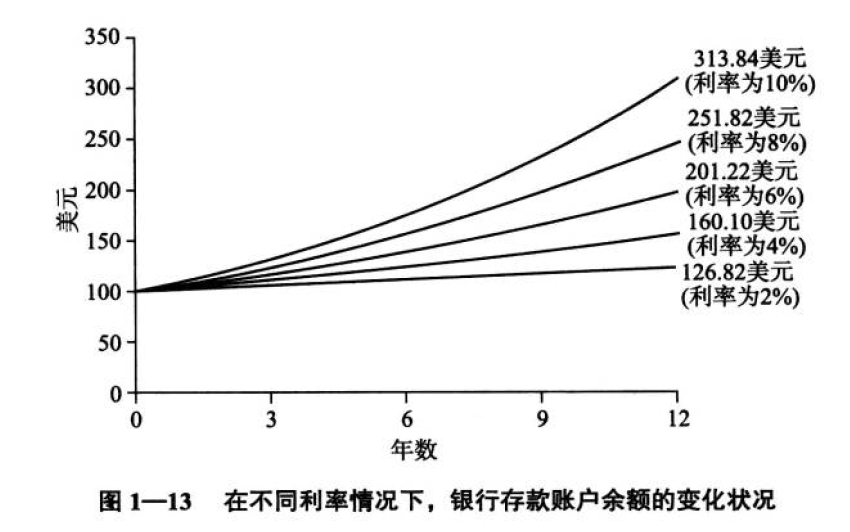 350
300
250
200
150
100
50
0
美元
0 3 6 9 12
年数
313.84美元
(利率为10%)
251.82美元
(利率为8%)
201.22美元
(利率为6%)
160.10美元
(利率为4%)
126.82美元
(利率为2%)
图 1—13 在不同利率情况下，银行存款账户余额的变化状况